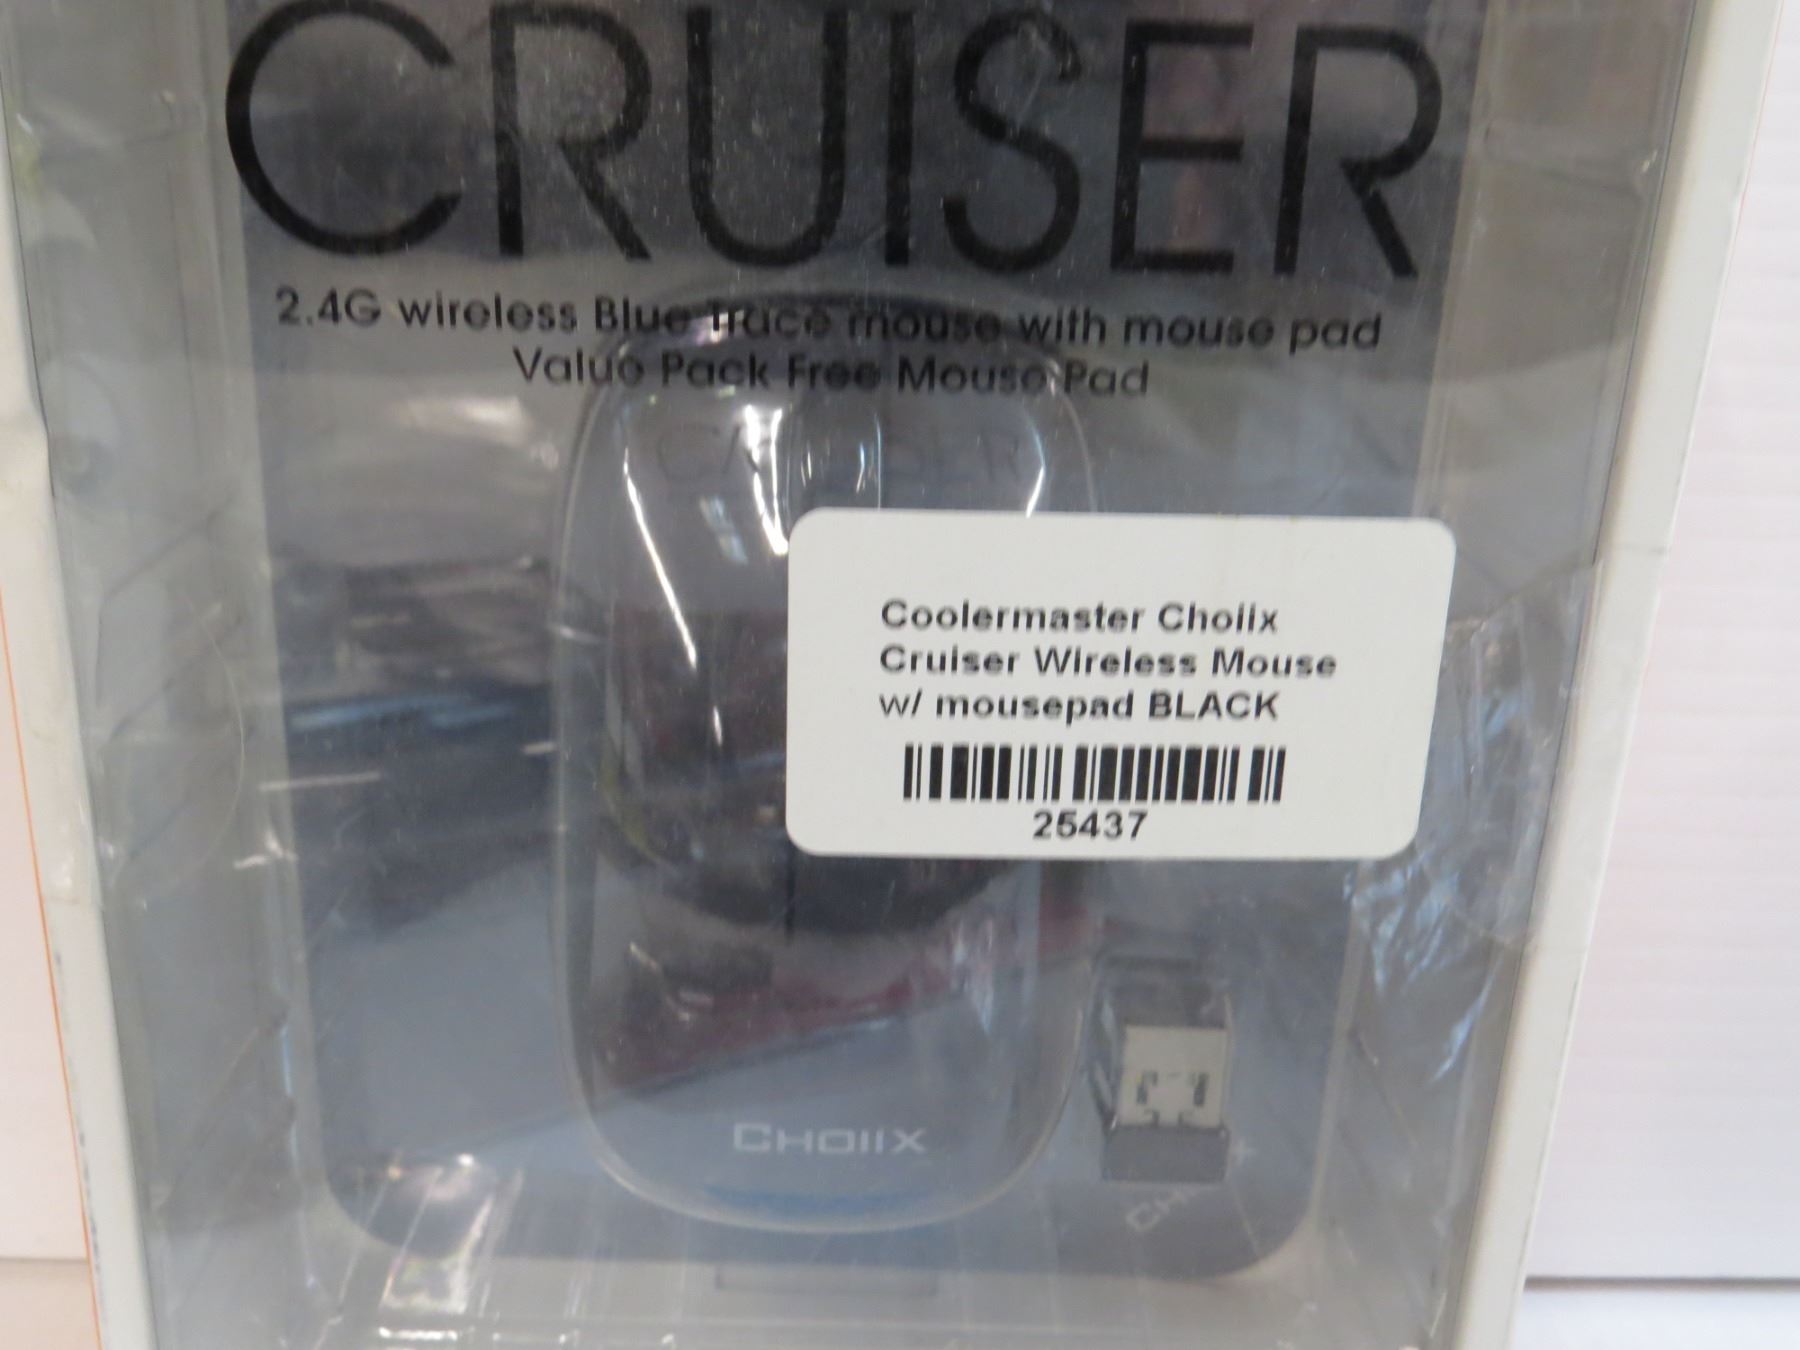 CRUISER
2.4G wireless Blue Trace mouse with mouse pad
Value Pack Free Mouse Pad
CRUISER
Coolermaster Choiix
Cruiser Wireless Mouse
w/ mousepad BLACK
25437
CHOIIX